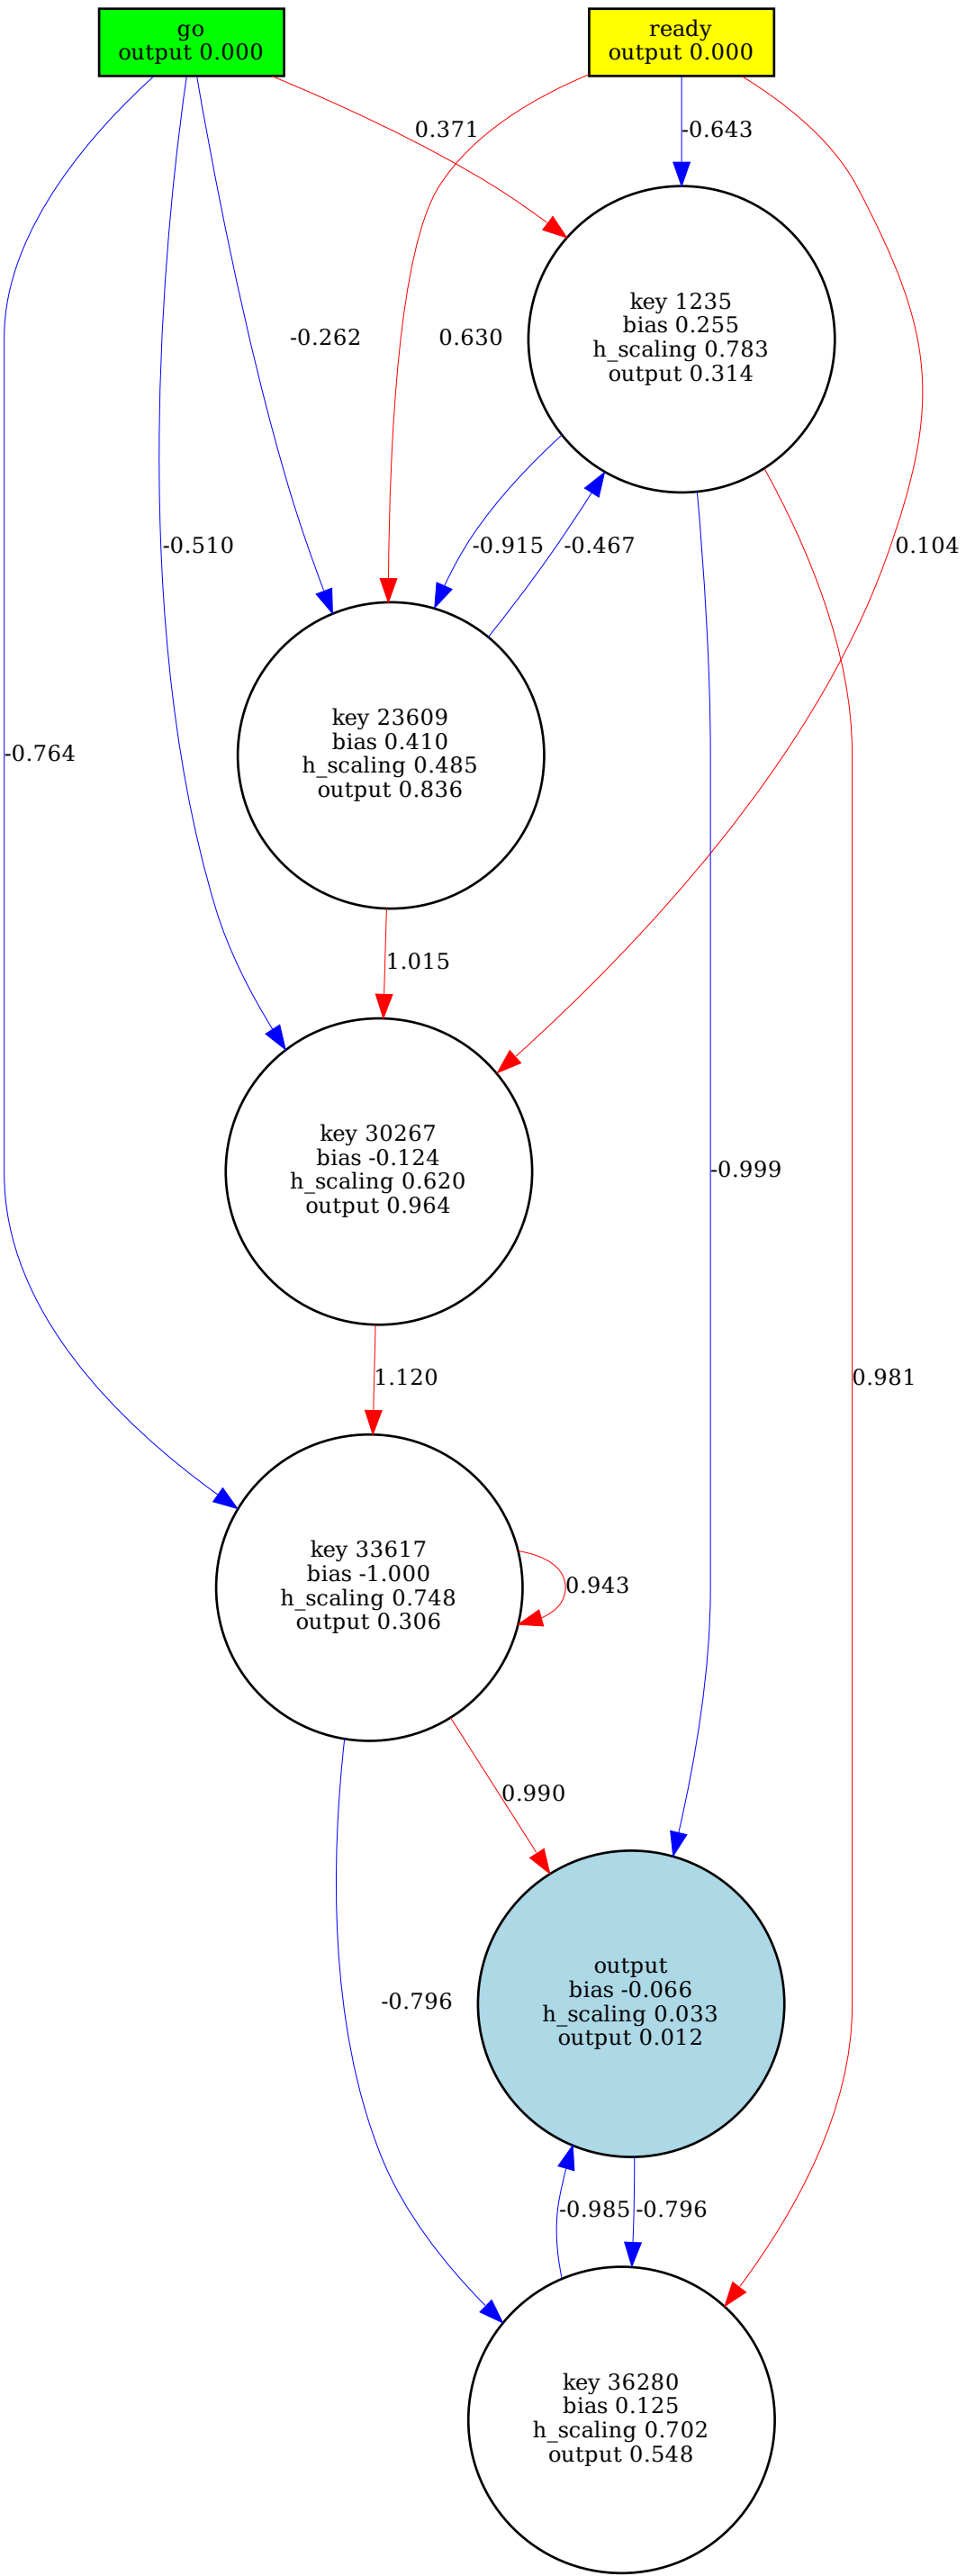 go
output 0.000
ready
output 0.000
0.371
-0.643
key 1235
bias 0.255
h_scaling 0.783
output 0.314
-0.262
0.630
-0.510
-0.915
-0.467
0.104
key 23609
bias 0.410
h_scaling 0.485
output 0.836
-0.764
1.015
key 30267
bias -0.124
h_scaling 0.620
output 0.964
-0.999
1.120
0.981
key 33617
bias -1.000
h_scaling 0.748
output 0.306
0.943
0.990
output
bias -0.066
h_scaling 0.033
output 0.012
-0.796
-0.985
-0.796
key 36280
bias 0.125
h_scaling 0.702
output 0.548